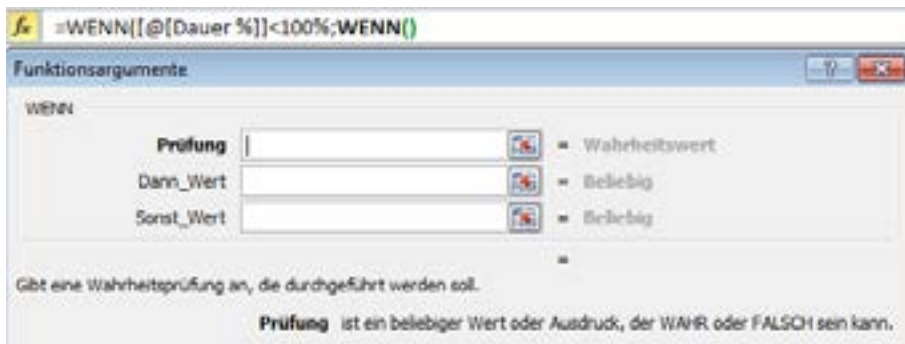 fx =WENN([@[Dauer %]]<100%;WENN()
Funktionsargumente
WENN
Prüfung = Wahrheitswert
Dann_Wert = Beliebig
Sonst_Wert = Beliebig
=
Gibt eine Wahrheitsprüfung an, die durchgeführt werden soll.
Prüfung ist ein beliebiger Wert oder Ausdruck, der WAHR oder FALSCH sein kann.